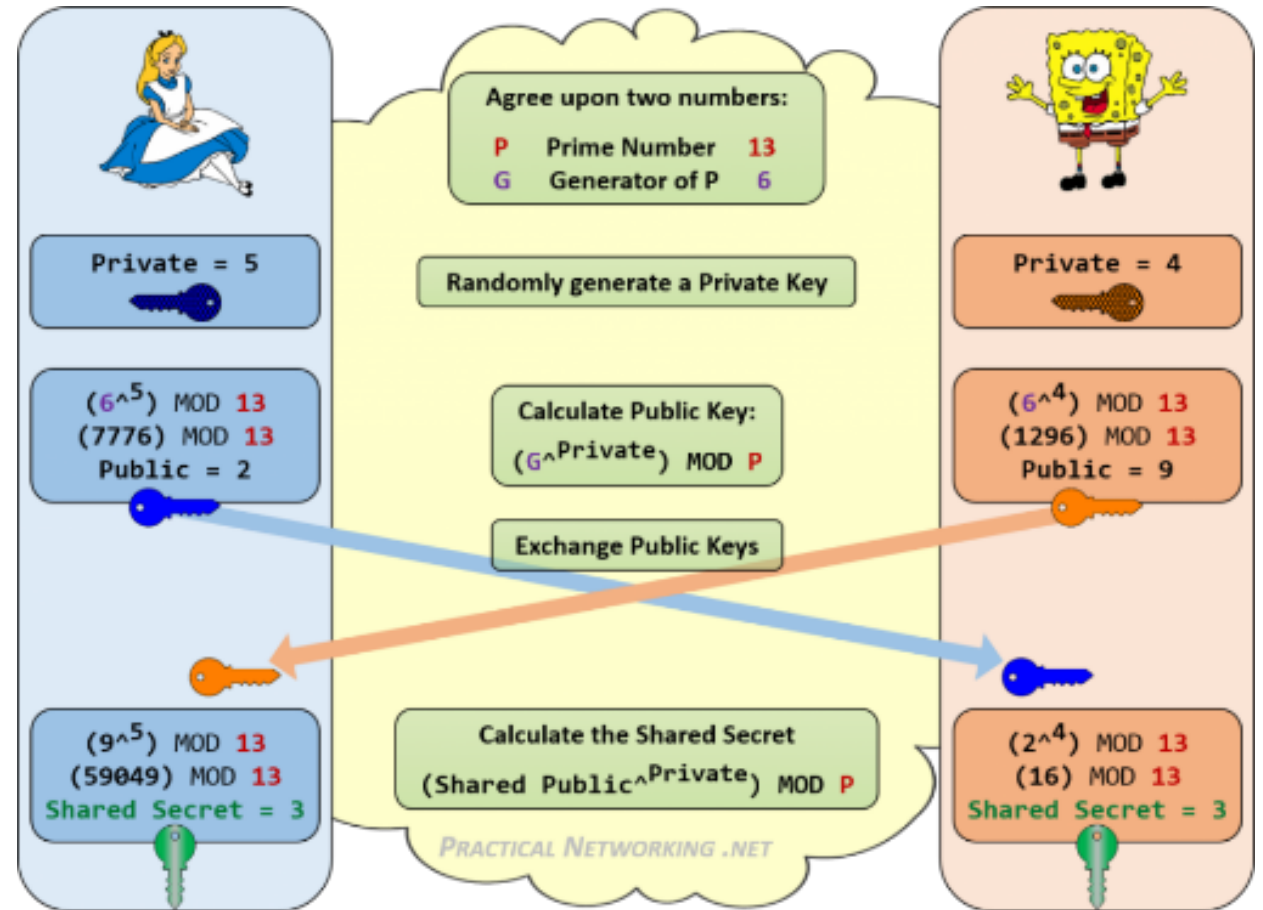 Agree upon two numbers:
P Prime Number 13
G Generator of P 6
Private = 5
Randomly generate a Private Key
Private = 4
(6^5) MOD 13
(7776) MOD 13
Public = 2
Calculate Public Key:
(G^Private) MOD P
(6^4) MOD 13
(1296) MOD 13
Public = 9
Exchange Public Keys
(9^5) MOD 13
(59049) MOD 13
Shared Secret = 3
Calculate the Shared Secret
(Shared Public^Private) MOD P
(2^4) MOD 13
(16) MOD 13
Shared Secret = 3
PRACTICAL NETWORKING .NET